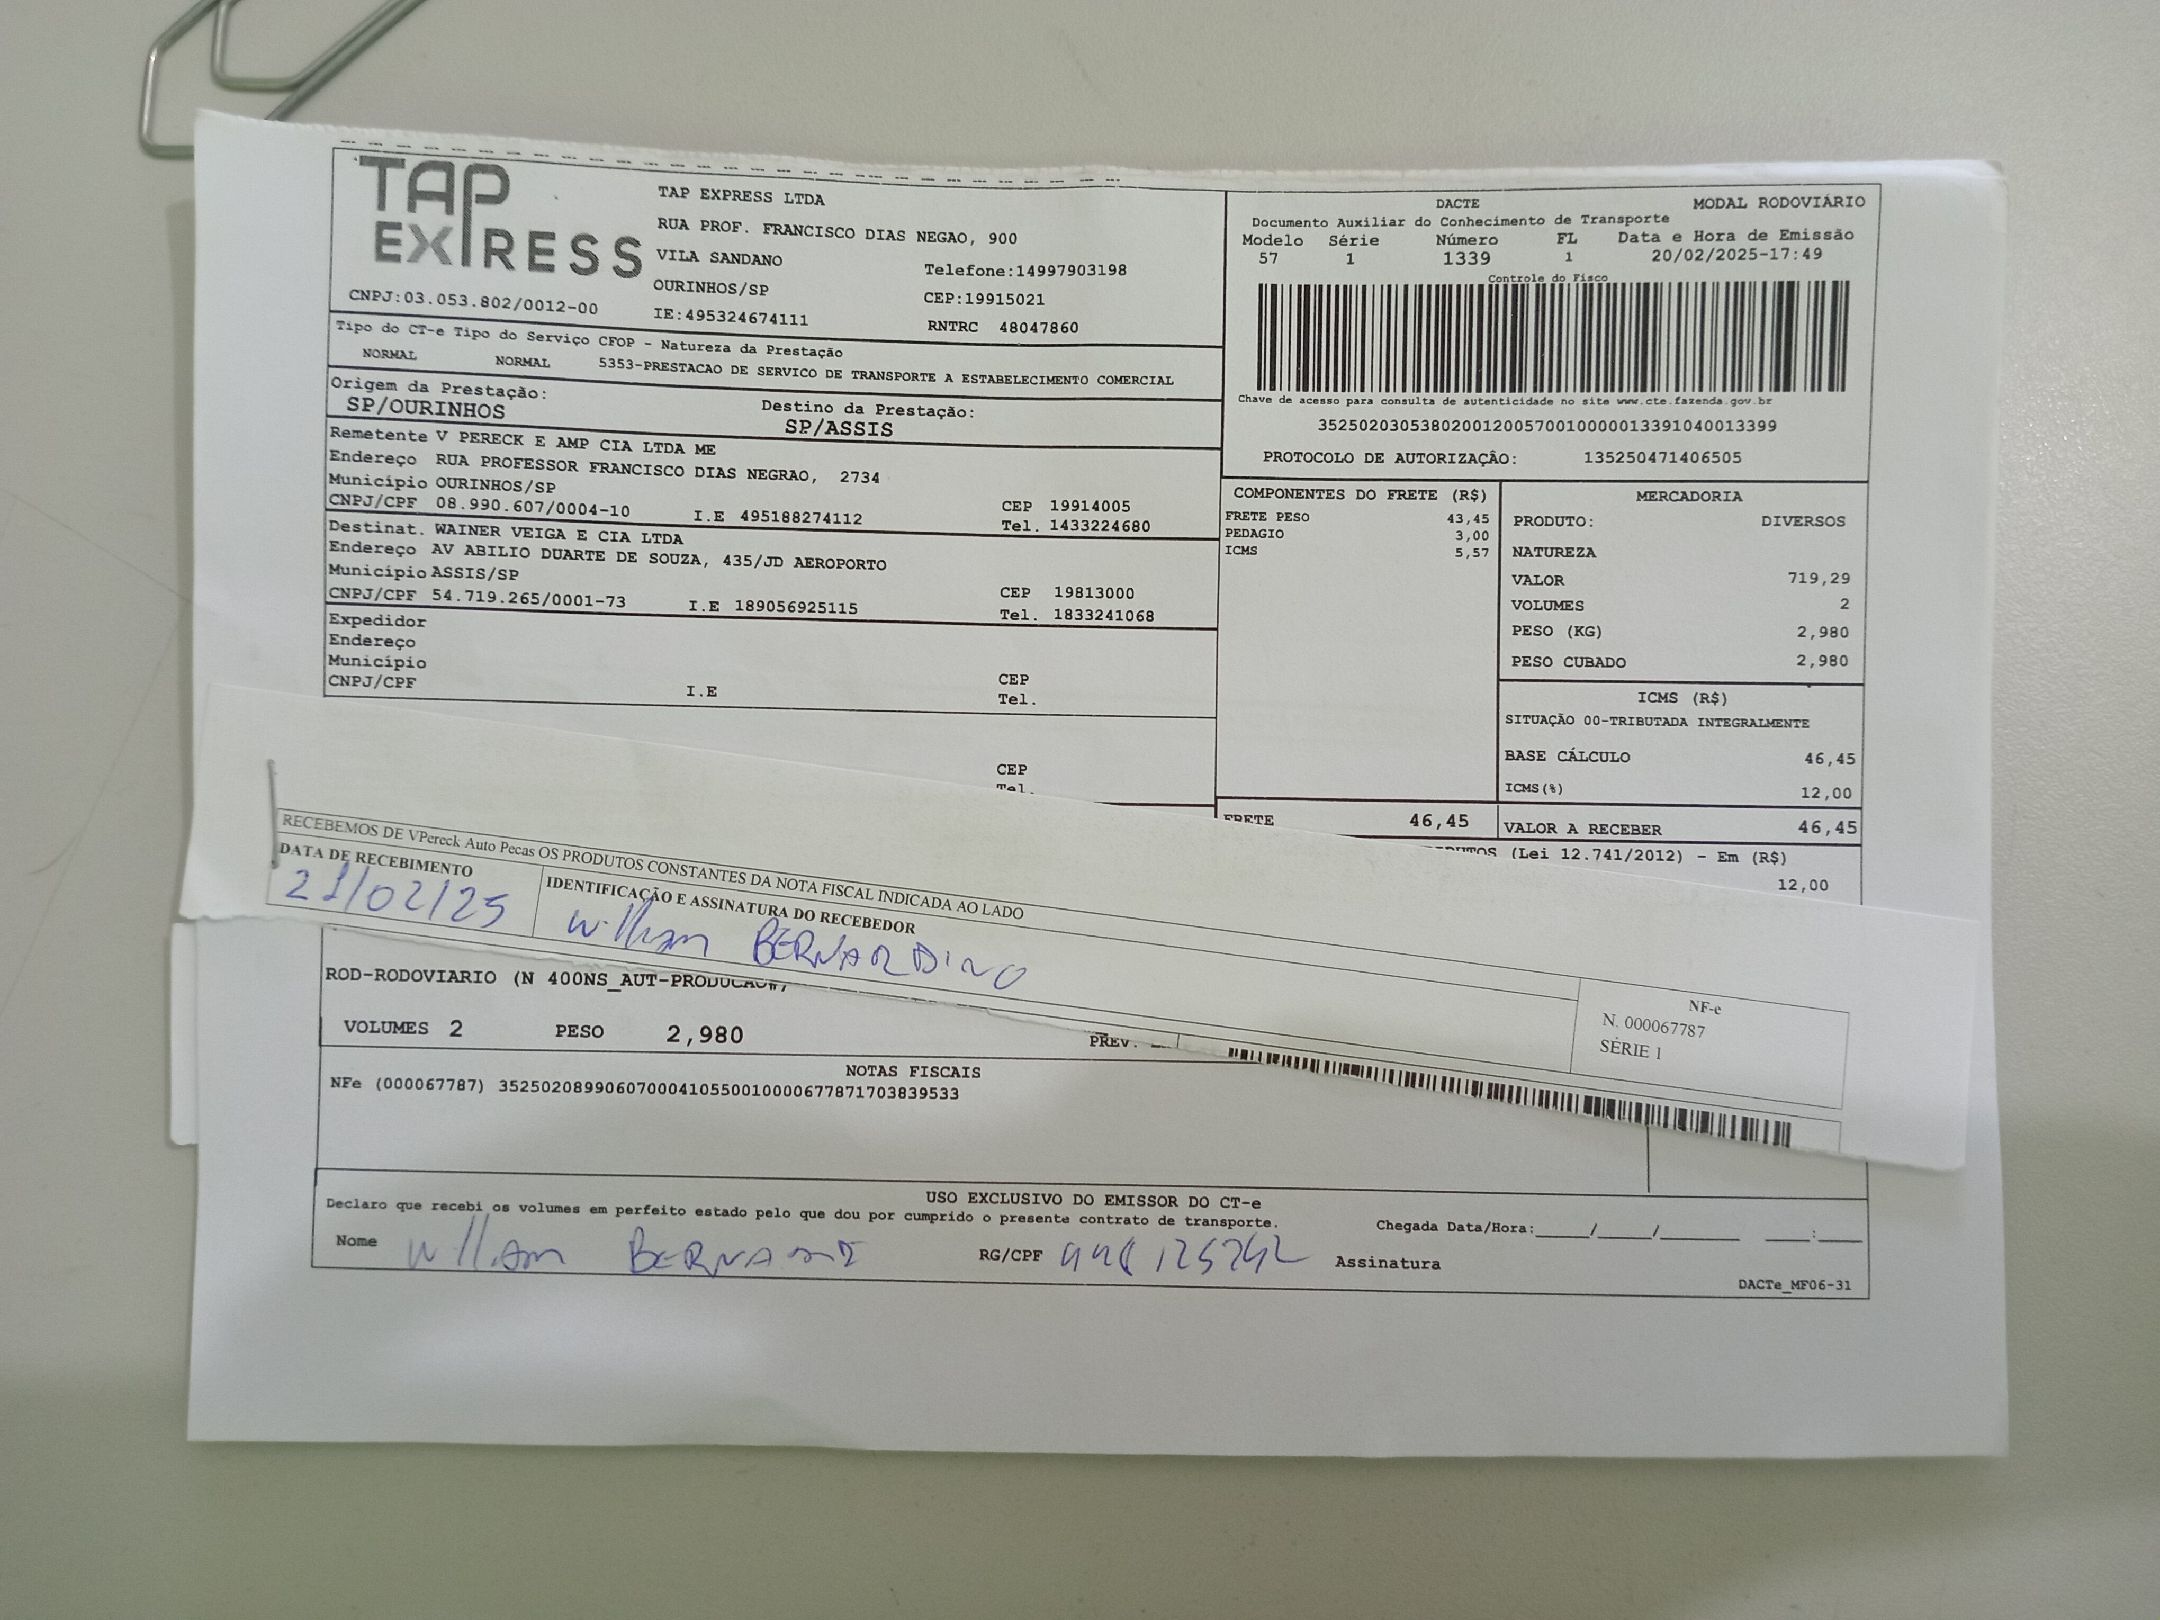 TAP EXPRESS
TAP EXPRESS LTDA
RUA PROF. FRANCISCO DIAS NEGAO, 900
VILA SANDANO
Telefone:14997903198
OURINHOS/SP
CEP:19915021
CNPJ:03.053.802/0012-00
IE:495324674111
RNTRC 48047860
DACTE
MODAL RODOVIÁRIO
Documento Auxiliar do Conhecimento de Transporte
Modelo Série Número FL Data e Hora de Emissão
57 1 1339 1 20/02/2025-17:49
Controle do Fisco
Chave de acesso para consulta de autenticidade no site www.cte.fazenda.gov.br
35250203053802001200570010000013391040013399
PROTOCOLO DE AUTORIZAÇÃO: 135250471406505
Tipo do CT-e Tipo do Serviço CFOP - Natureza da Prestação
NORMAL NORMAL 5353-PRESTACAO DE SERVICO DE TRANSPORTE A ESTABELECIMENTO COMERCIAL
Origem da Prestação: Destino da Prestação:
SP/OURINHOS SP/ASSIS
Remetente V PERECK E AMP CIA LTDA ME
Endereço RUA PROFESSOR FRANCISCO DIAS NEGRAO, 2734
Município OURINHOS/SP CEP 19914005
CNPJ/CPF 08.990.607/0004-10 I.E 495188274112 Tel. 1433224680
Destinat. WAINER VEIGA E CIA LTDA
Endereço AV ABILIO DUARTE DE SOUZA, 435/JD AEROPORTO
Município ASSIS/SP CEP 19813000
CNPJ/CPF 54.719.265/0001-73 I.E 189056925115 Tel. 1833241068
Expedidor
Endereço
Município CEP
CNPJ/CPF I.E Tel.
CEP
Tel.
COMPONENTES DO FRETE (R$)
FRETE PESO 43,45
PEDAGIO 3,00
ICMS 5,57
MERCADORIA
PRODUTO: DIVERSOS
NATUREZA
VALOR 719,29
VOLUMES 2
PESO (KG) 2,980
PESO CUBADO 2,980
ICMS (R$)
SITUAÇÃO 00-TRIBUTADA INTEGRALMENTE
BASE CÁLCULO 46,45
ICMS(%) 12,00
FRETE 46,45 VALOR A RECEBER 46,45
(Lei 12.741/2012) - Em (R$)
12,00
RECEBEMOS DE VPereck Auto Pecas OS PRODUTOS CONSTANTES DA NOTA FISCAL INDICADA AO LADO
DATA DE RECEBIMENTO IDENTIFICAÇÃO E ASSINATURA DO RECEBEDOR
21/02/25 William BERNARDINO
NF-e
N. 000067787
SÉRIE 1
ROD-RODOVIARIO (N 400NS_AUT-PRODUCAO#/
VOLUMES 2 PESO 2,980 PREV.
NOTAS FISCAIS
NFe (000067787) 35250208990607000410550010000677871703839533
USO EXCLUSIVO DO EMISSOR DO CT-e
Declaro que recebi os volumes em perfeito estado pelo que dou por cumprido o presente contrato de transporte.
Chegada Data/Hora:____/____/______ ____:____
Nome William RG/CPF Assinatura
DACTe_MF06-31